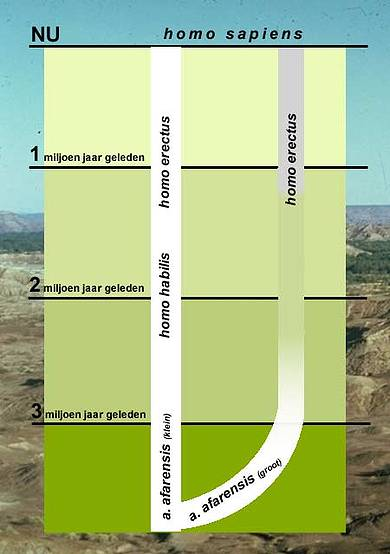 NU homo sapiens
homo erectus
homo erectus
1 miljoen jaar geleden
homo habilis
2 miljoen jaar geleden
3 miljoen jaar geleden
a. afarensis (klein)
a. afarensis (groot)